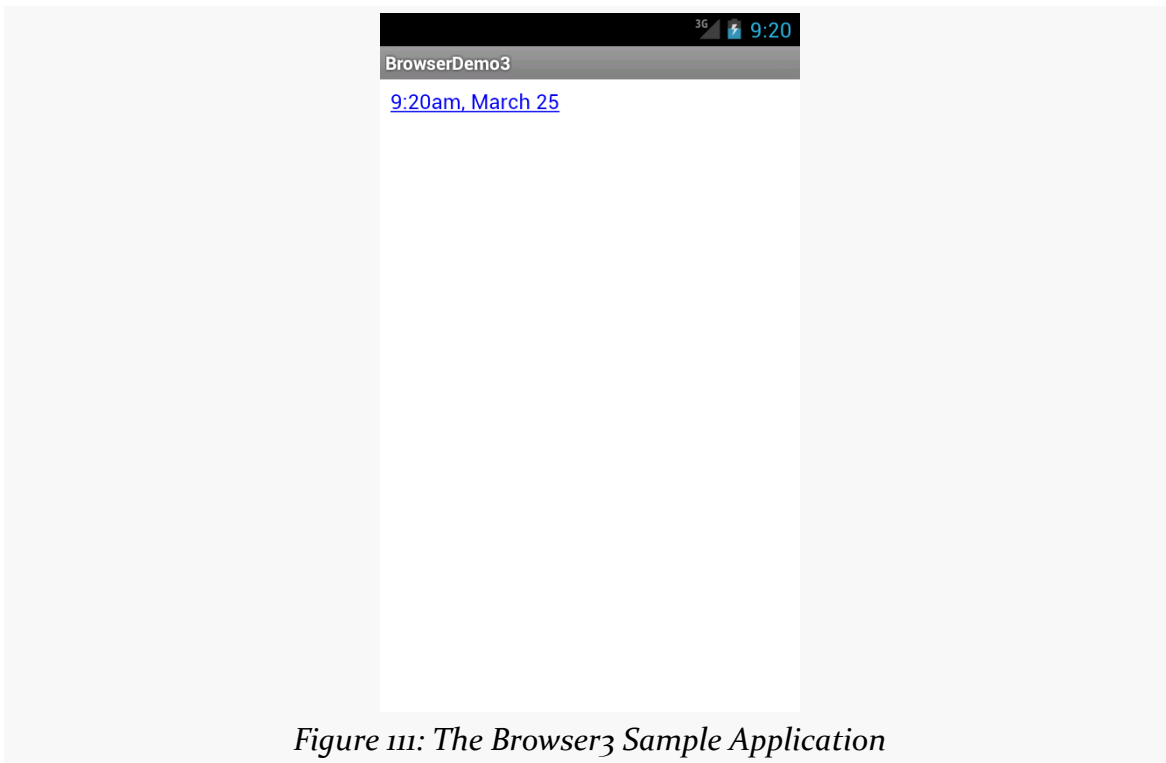 3G 9:20
BrowserDemo3
9:20am, March 25
Figure 111: The Browser3 Sample Application